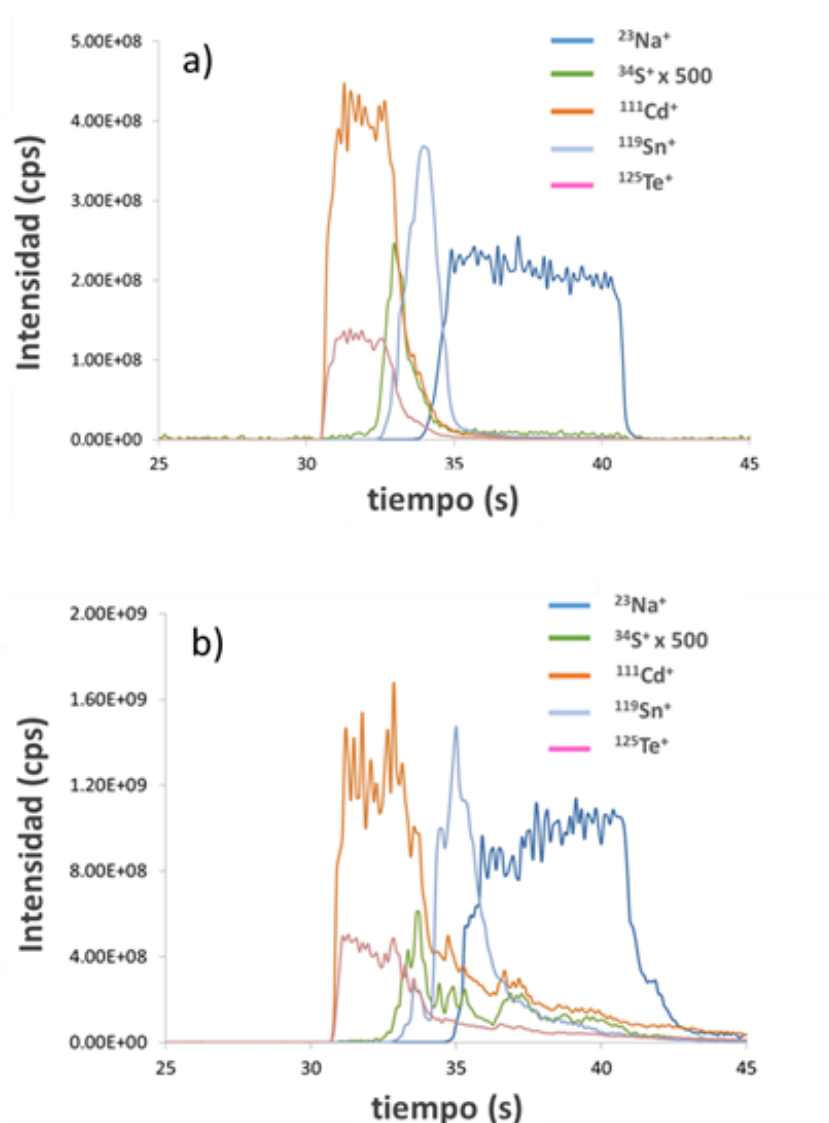 a)
5.00E+08
4.00E+08
3.00E+08
2.00E+08
1.00E+08
0.00E+00
Intensidad (cps)
25 30 35 40 45
tiempo (s)
²³Na⁺
³⁴S⁺ x 500
¹¹¹Cd⁺
¹¹⁹Sn⁺
¹²⁵Te⁺
b)
2.00E+09
1.60E+09
1.20E+09
8.00E+08
4.00E+08
0.00E+00
Intensidad (cps)
25 30 35 40 45
tiempo (s)
²³Na⁺
³⁴S⁺ x 500
¹¹¹Cd⁺
¹¹⁹Sn⁺
¹²⁵Te⁺